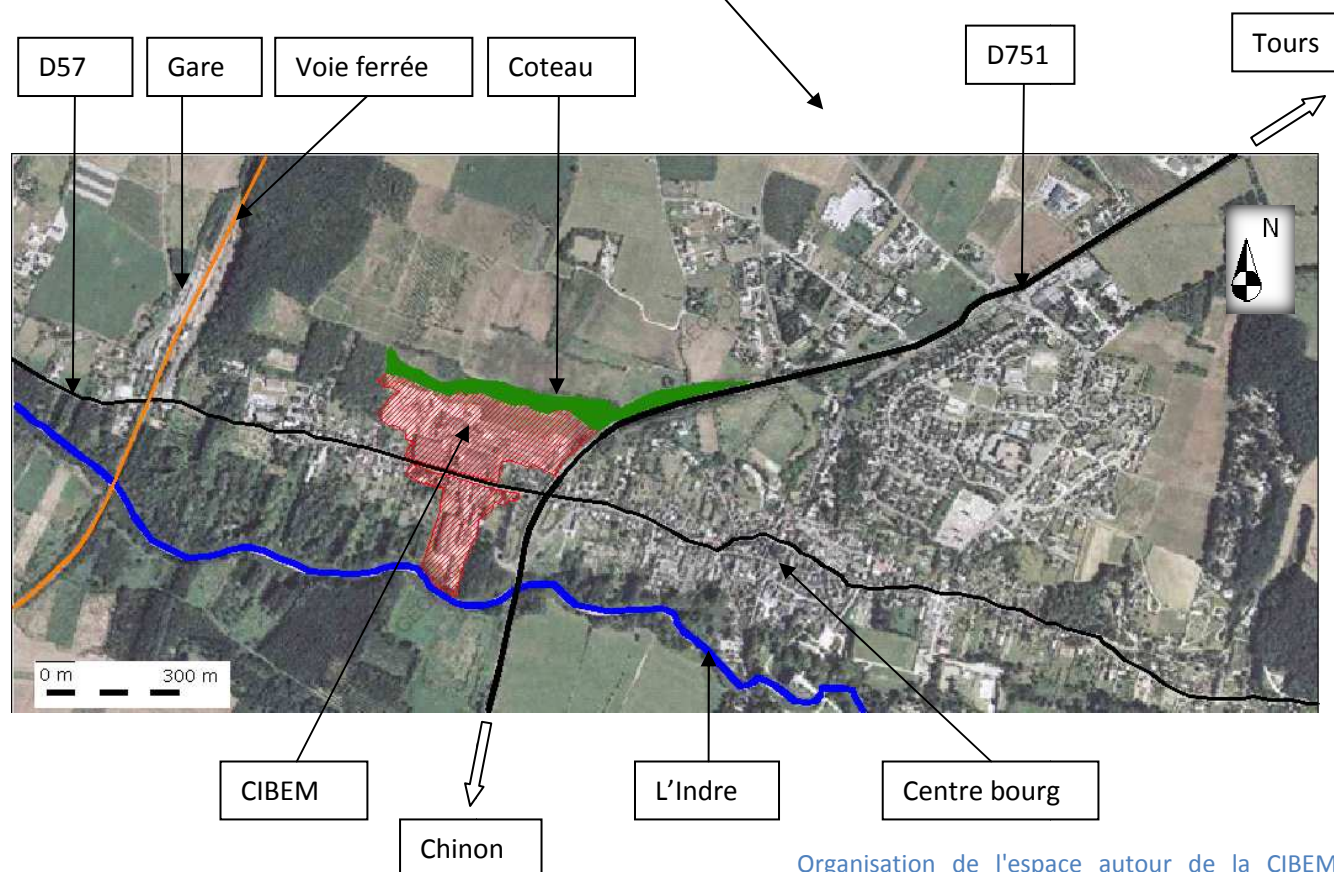 D57
Gare
Voie ferrée
Coteau
D751
Tours
N
0 m 300 m
CIBEM
L'Indre
Centre bourg
Chinon
Organisation de l'espace autour de la CIBEM